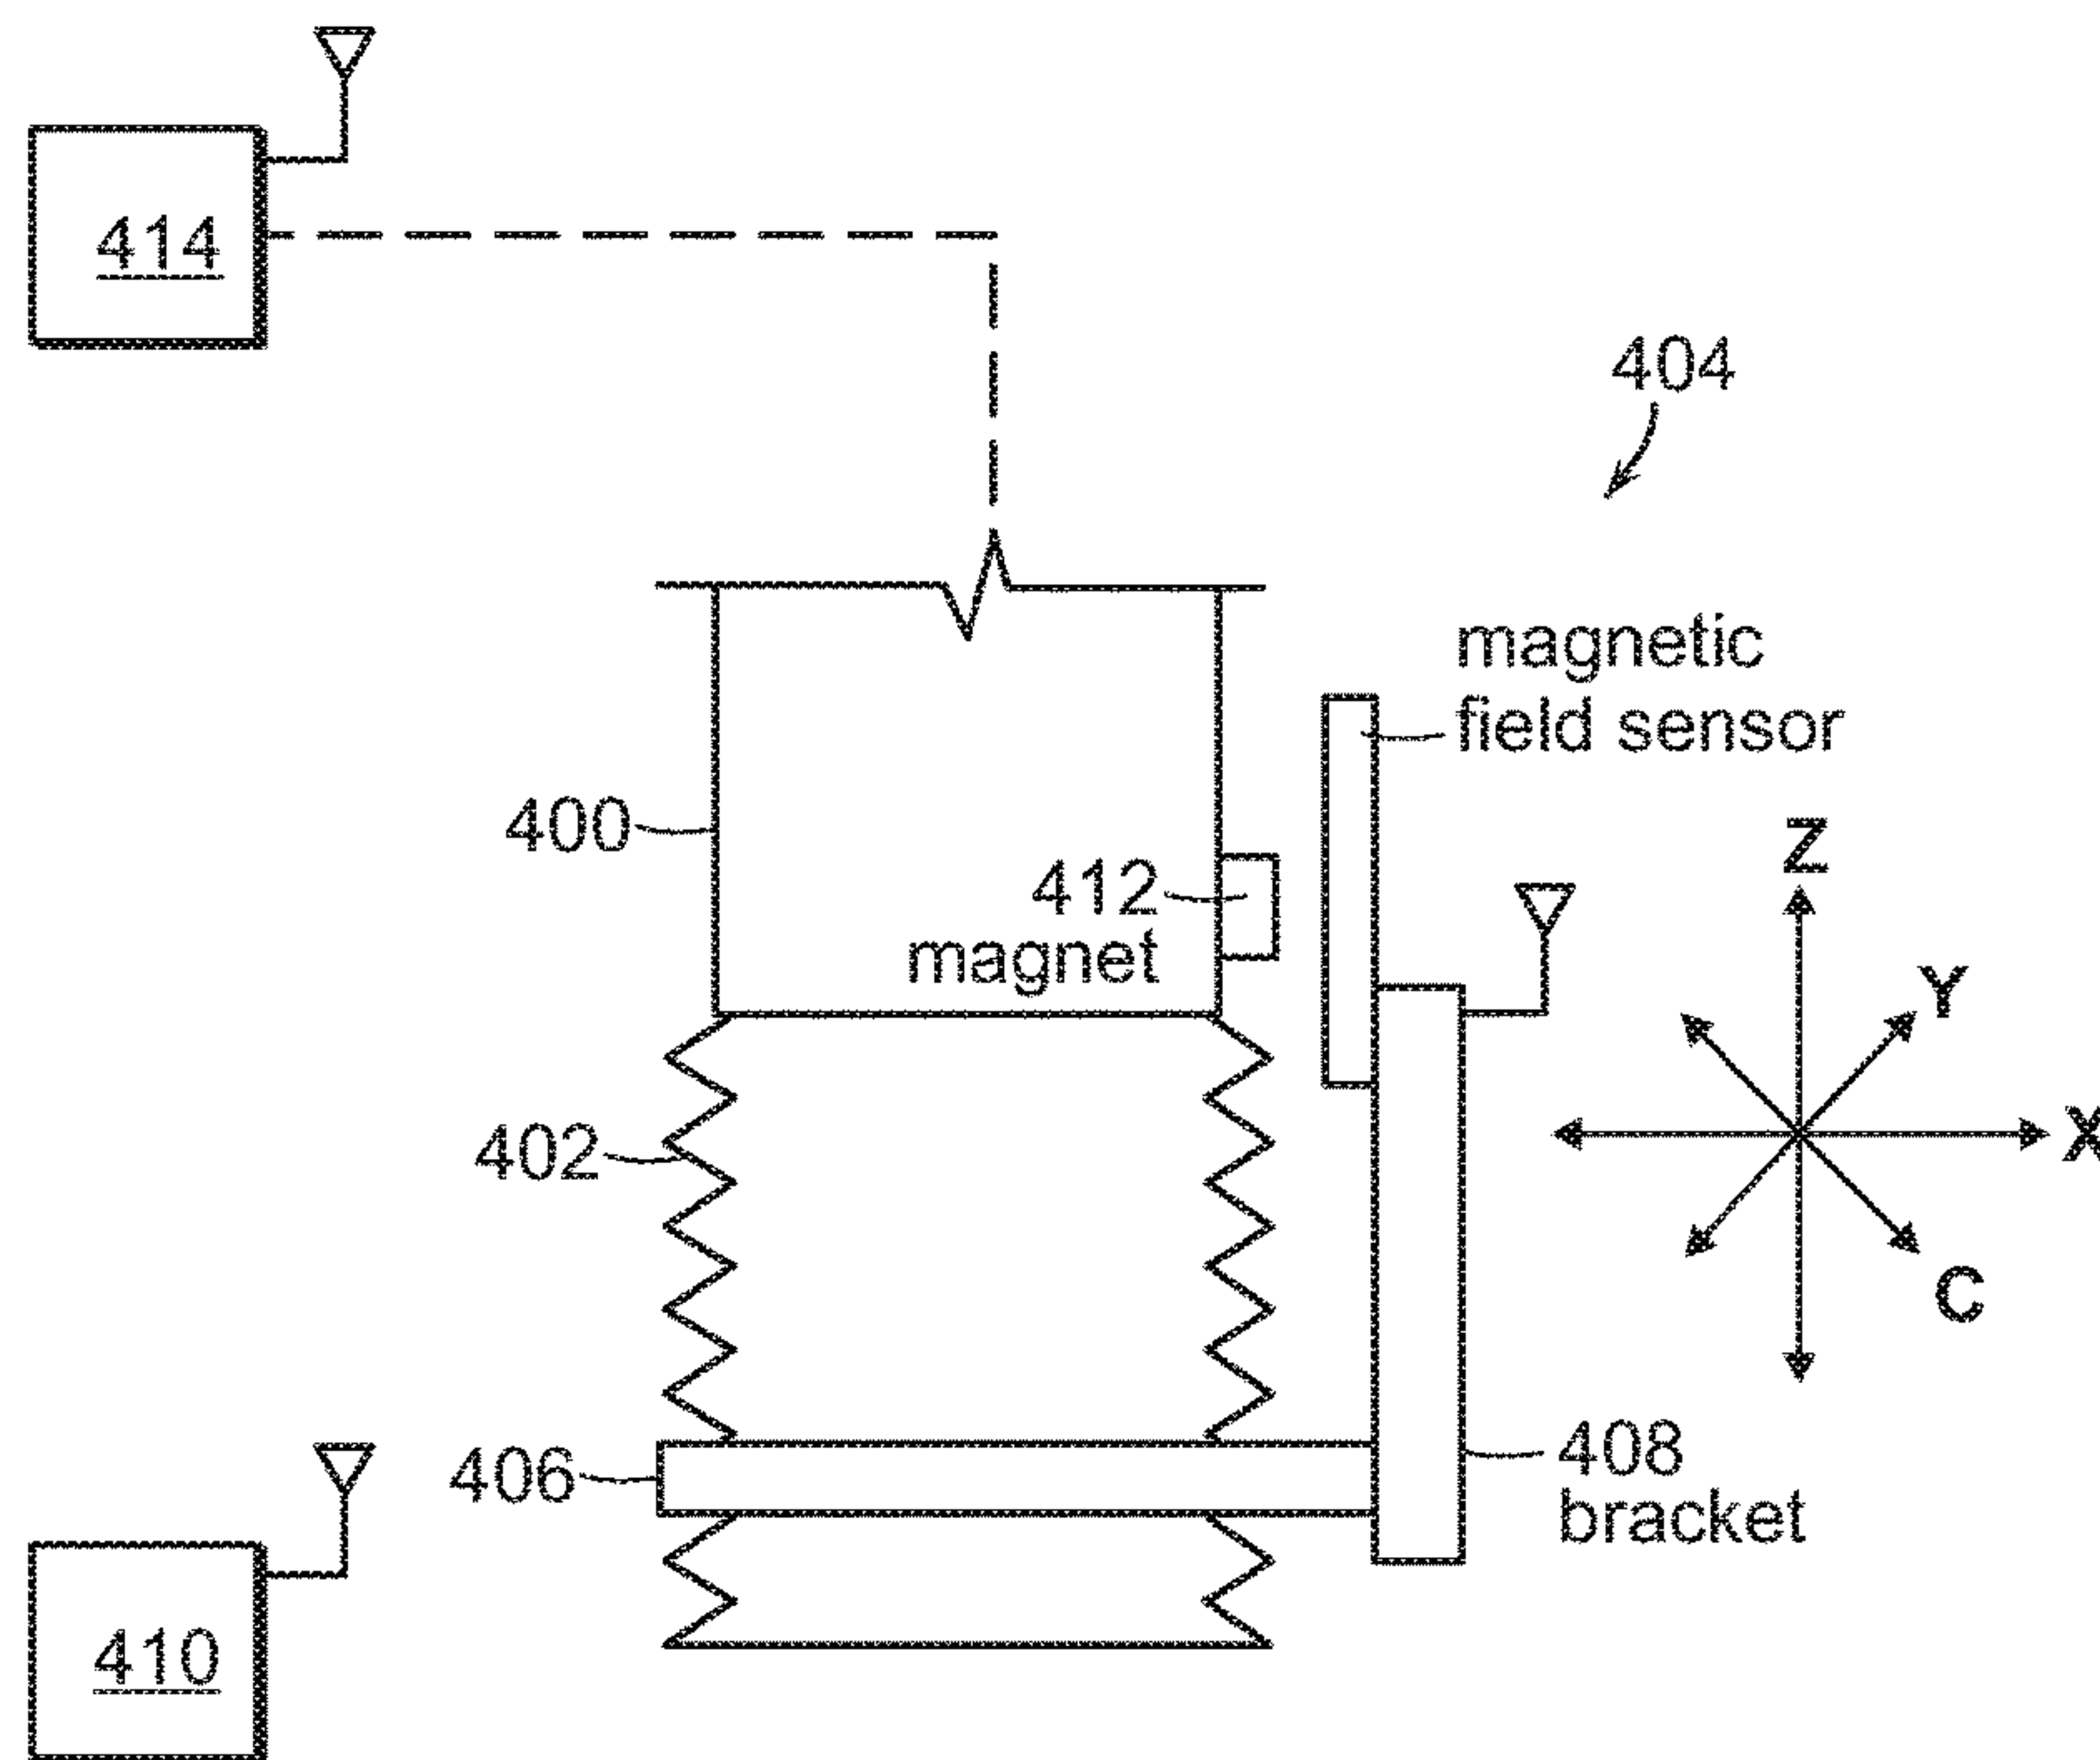 414
404
magnetic
field sensor
400
412
magnet
Z
Y
X
C
402
406
408
bracket
410